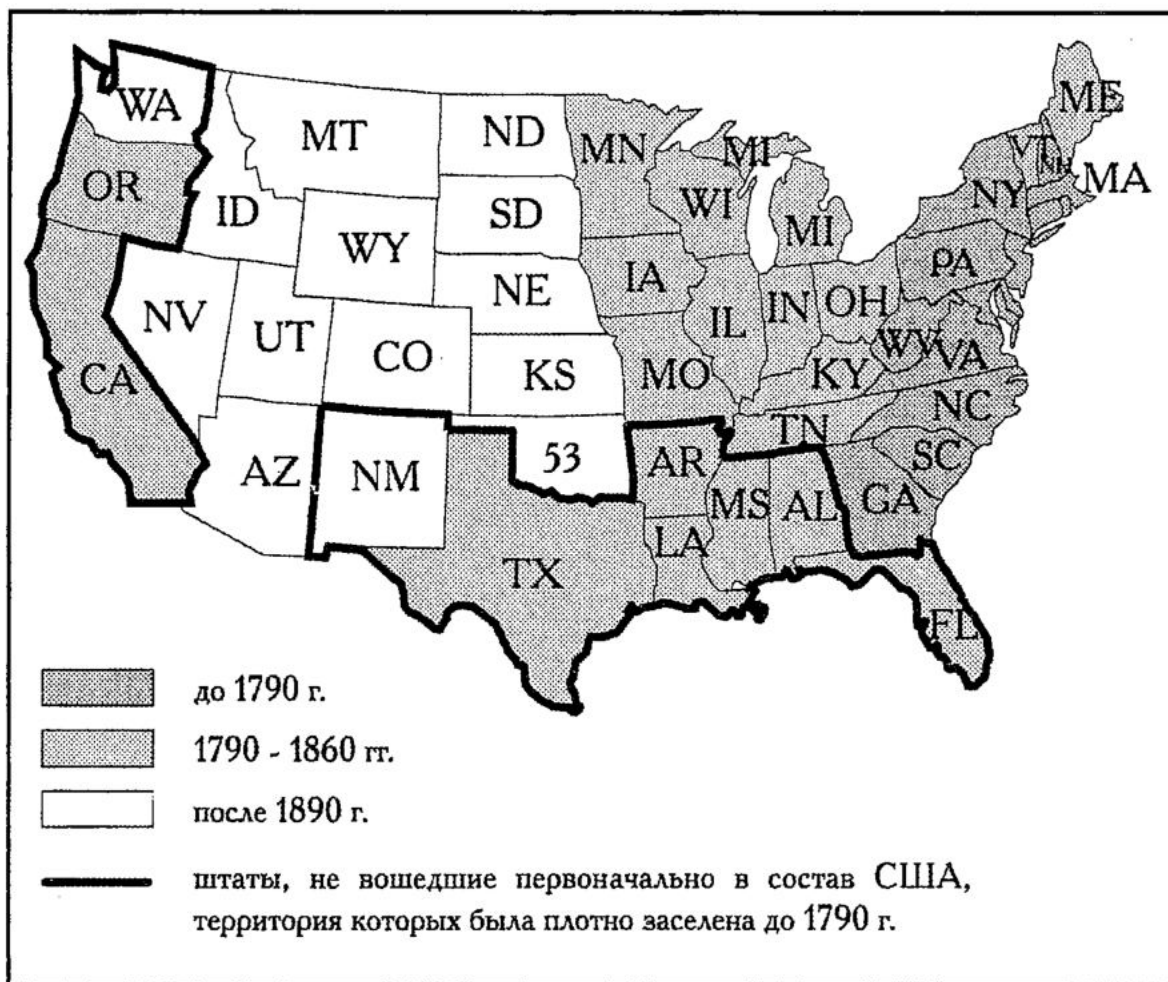 WA
MT
ND
MN
ME
OR
ID
SD
WI
MI
VT
NH
NY
MA
WY
MI
IA
PA
NV
NE
IL
IN
OH
UT
CO
WV
VA
CA
KS
MO
KY
NC
TN
AZ
NM
53
AR
SC
MS
AL
GA
LA
TX
FL
до 1790 г.
1790 - 1860 гг.
после 1890 г.
штаты, не вошедшие первоначально в состав США,
территория которых была плотно заселена до 1790 г.